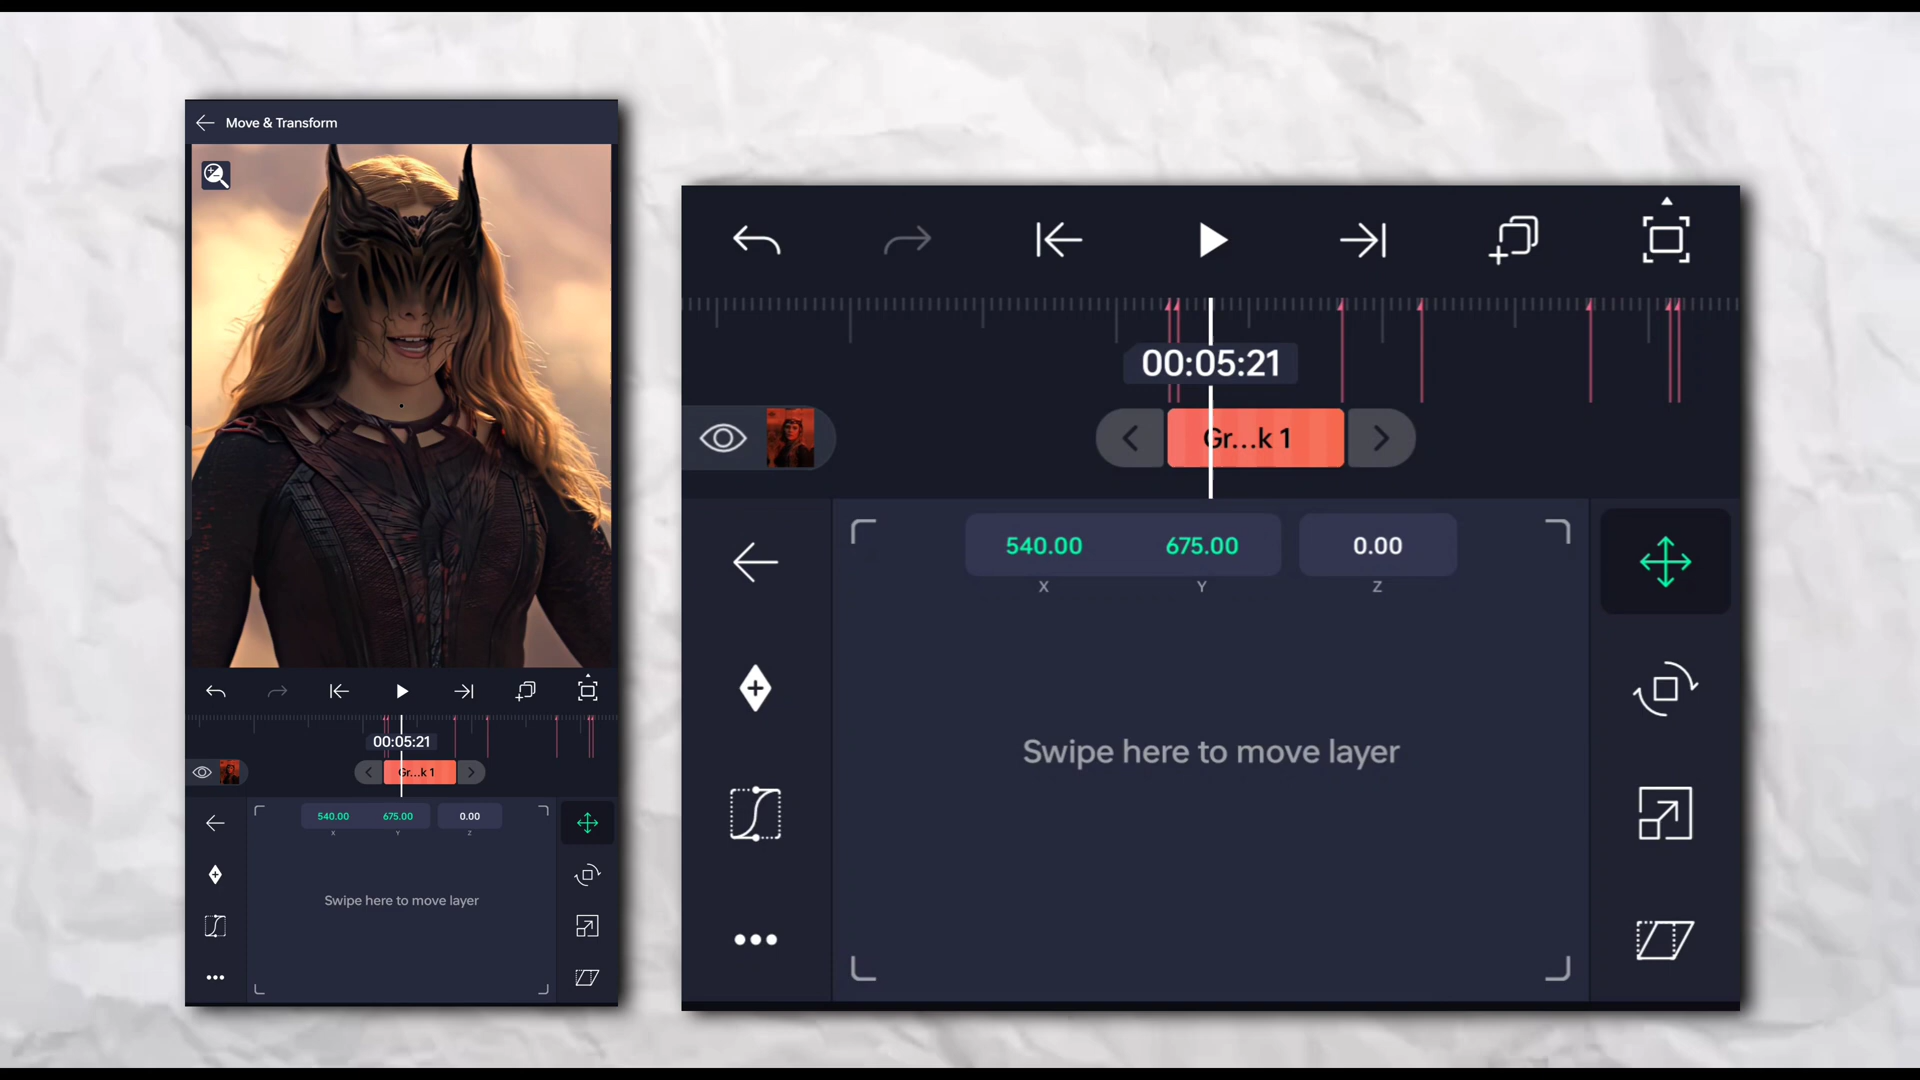 Move & Transform
00:05:21
Gr...k 1
540.00 675.00 0.00
X Y Z
Swipe here to move layer
00:05:21
Gr...k 1
540.00 675.00 0.00
X Y Z
Swipe here to move layer